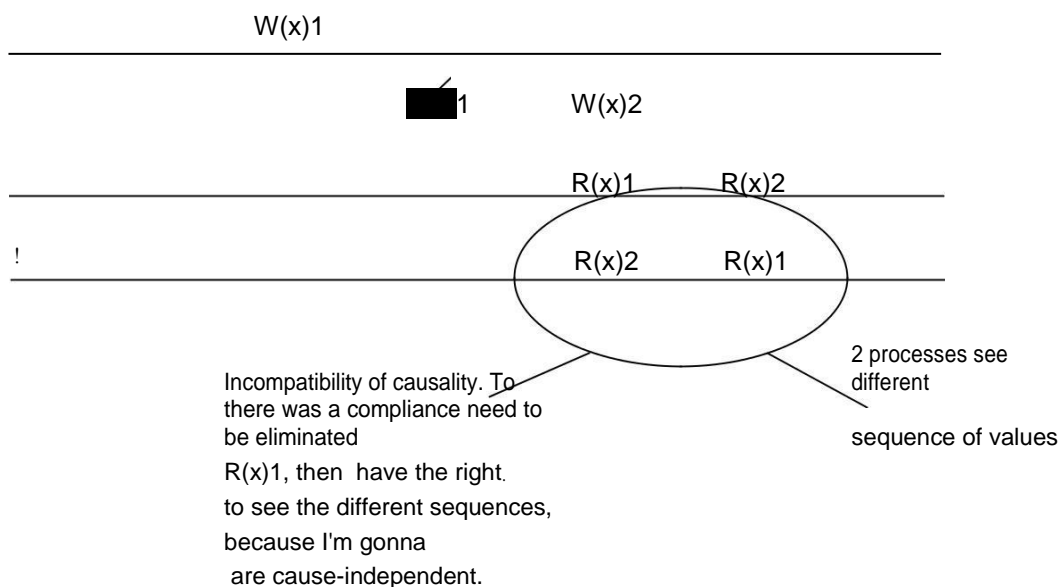 W(x)1
1 W(x)2
R(x)1 R(x)2
!
R(x)2 R(x)1
2 processes see
different
sequence of values
Incompatibility of causality. To
there was a compliance need to
be eliminated
R(x)1, then have the right.
to see the different sequences,
because I'm gonna
are cause-independent.